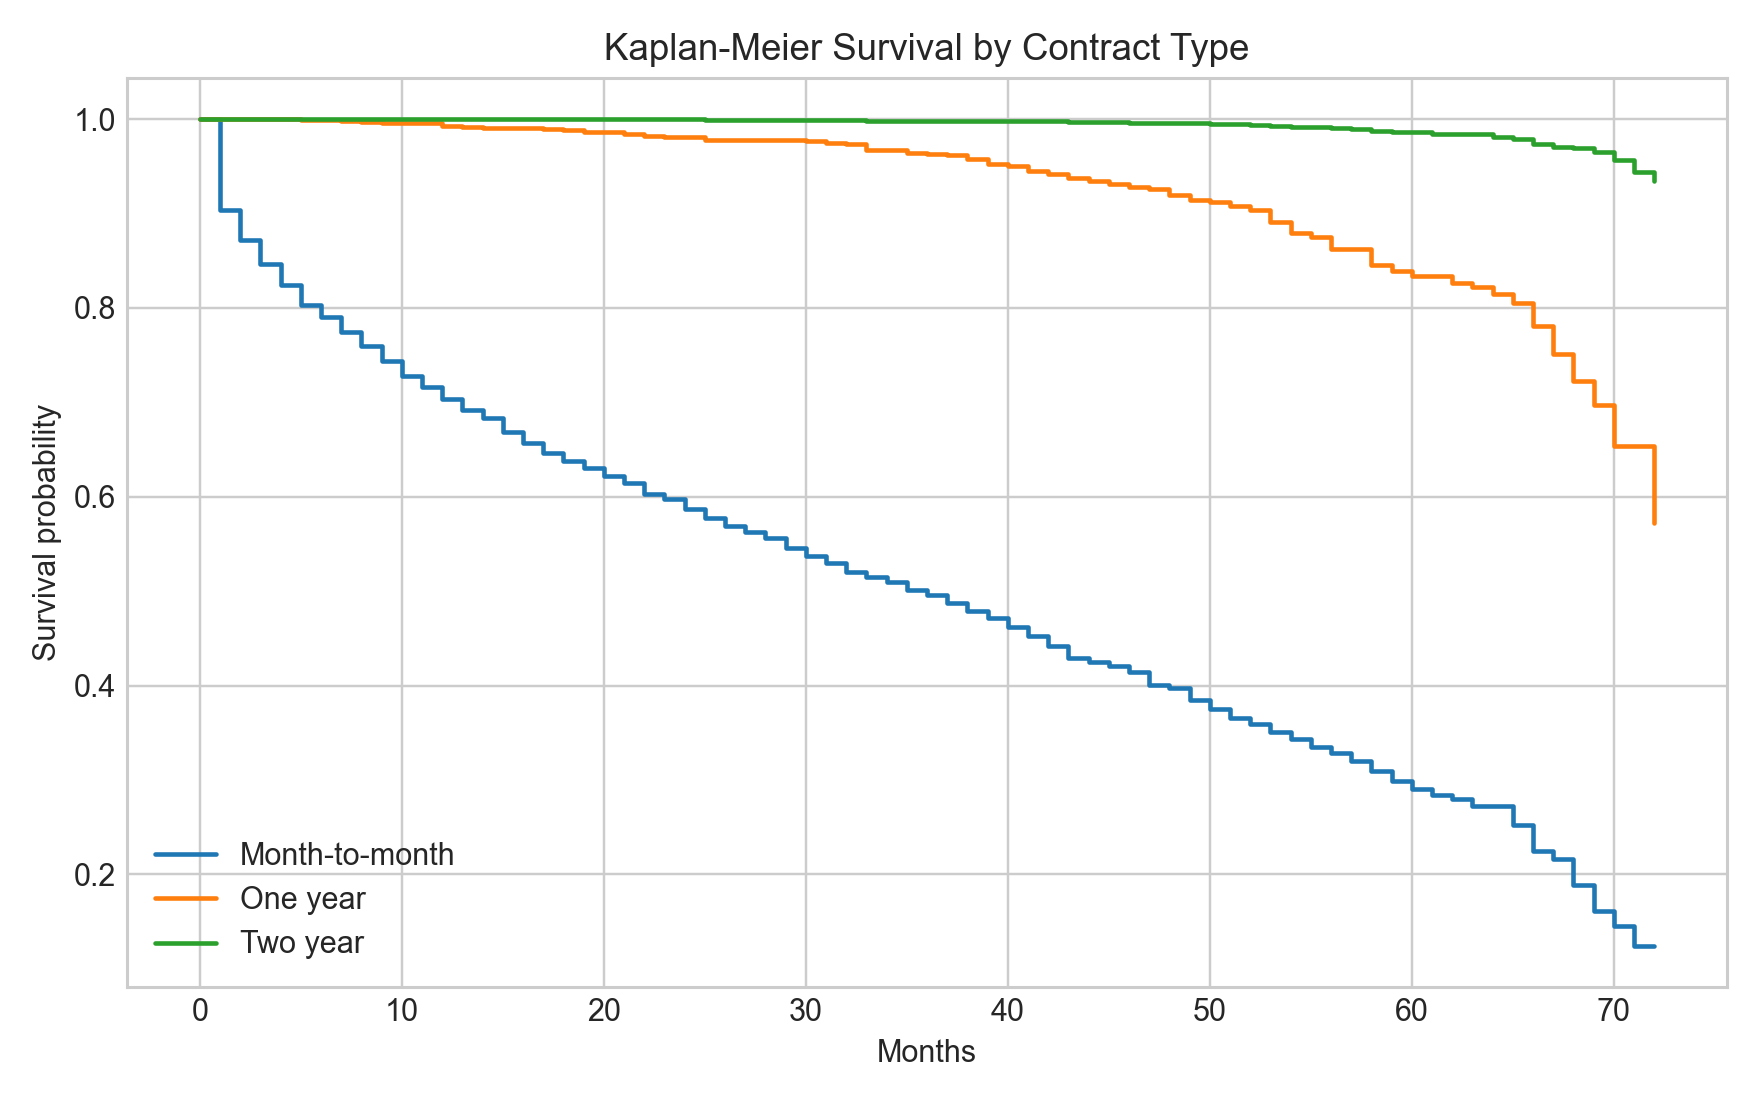 Kaplan-Meier Survival by Contract Type
Survival probability
1.0
0.8
0.6
0.4
0.2
Month-to-month
One year
Two year
0 10 20 30 40 50 60 70
Months